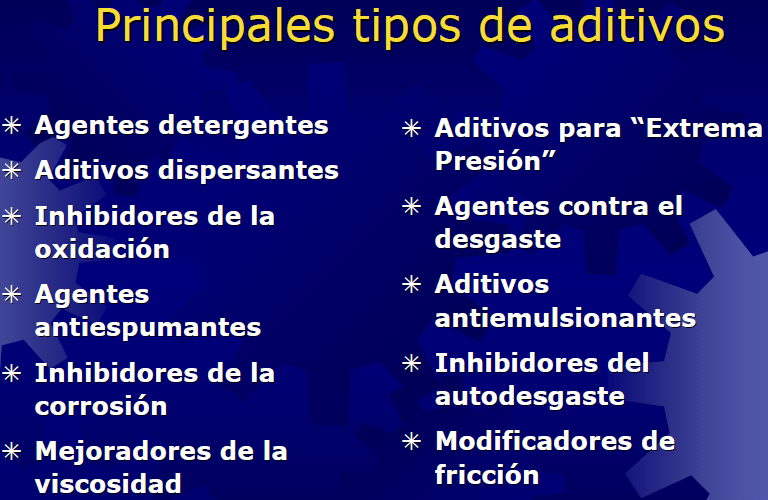 Principales tipos de aditivos
Agentes detergentes
Aditivos dispersantes
Inhibidores de la
oxidación
Agentes
antiespumantes
Inhibidores de la
corrosión
Mejoradores de la
viscosidad
Aditivos para “Extrema
Presión”
Agentes contra el
desgaste
Aditivos
antiemulsionantes
Inhibidores del
autodesgaste
Modificadores de
fricción